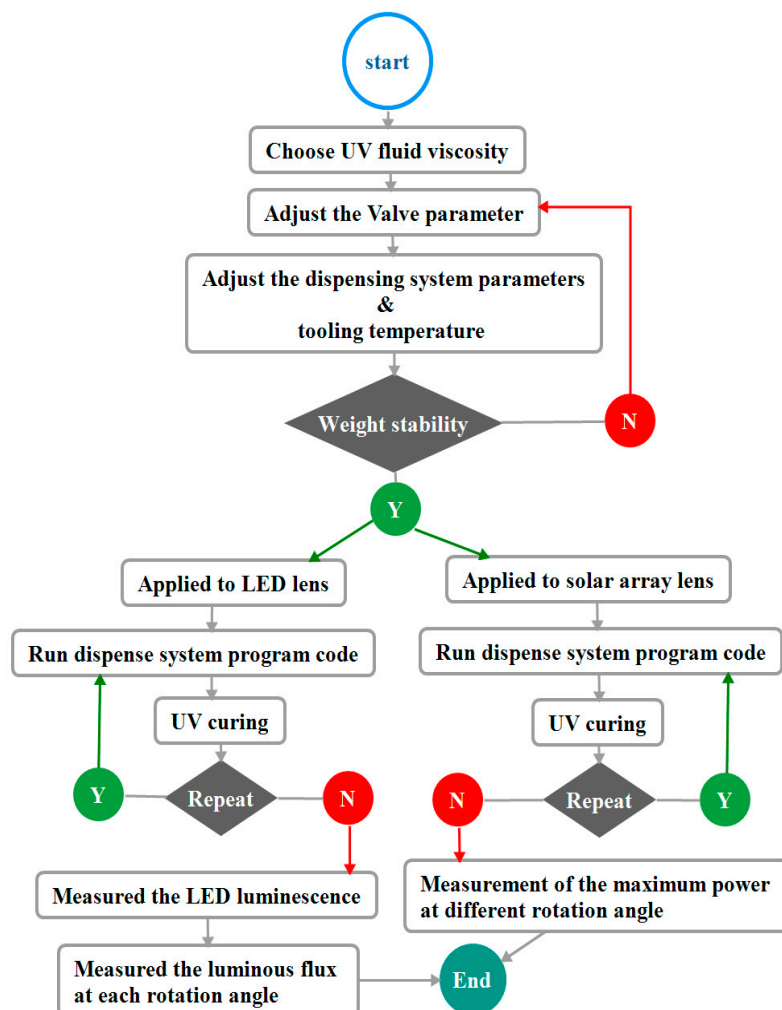 start
Choose UV fluid viscosity
Adjust the Valve parameter
Adjust the dispensing system parameters
&
tooling temperature
Weight stability
N
Y
Applied to LED lens
Applied to solar array lens
Run dispense system program code
Run dispense system program code
UV curing
UV curing
Y
Repeat
N
N
Repeat
Y
Measured the LED luminescence
Measurement of the maximum power
at different rotation angle
Measured the luminous flux
at each rotation angle
End